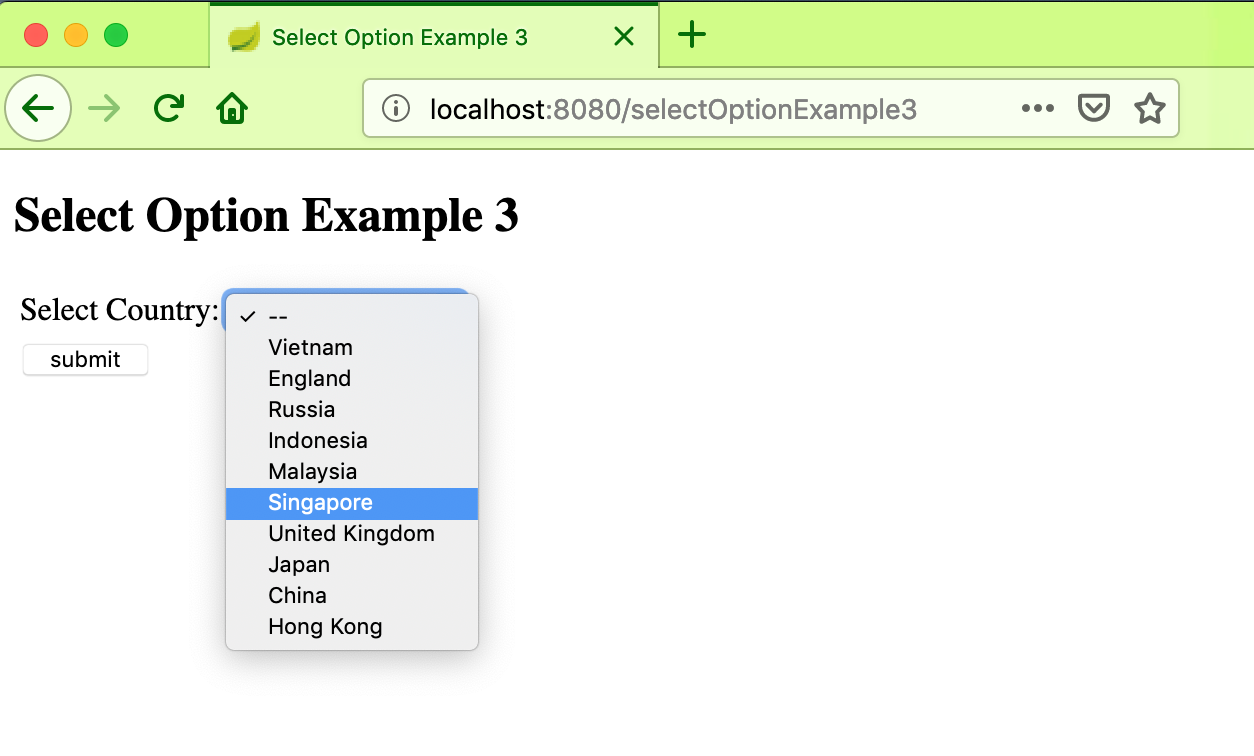 Select Option Example 3
localhost:8080/selectOptionExample3
Select Option Example 3
Select Country:
--
Vietnam
England
Russia
Indonesia
Malaysia
Singapore
United Kingdom
Japan
China
Hong Kong
submit